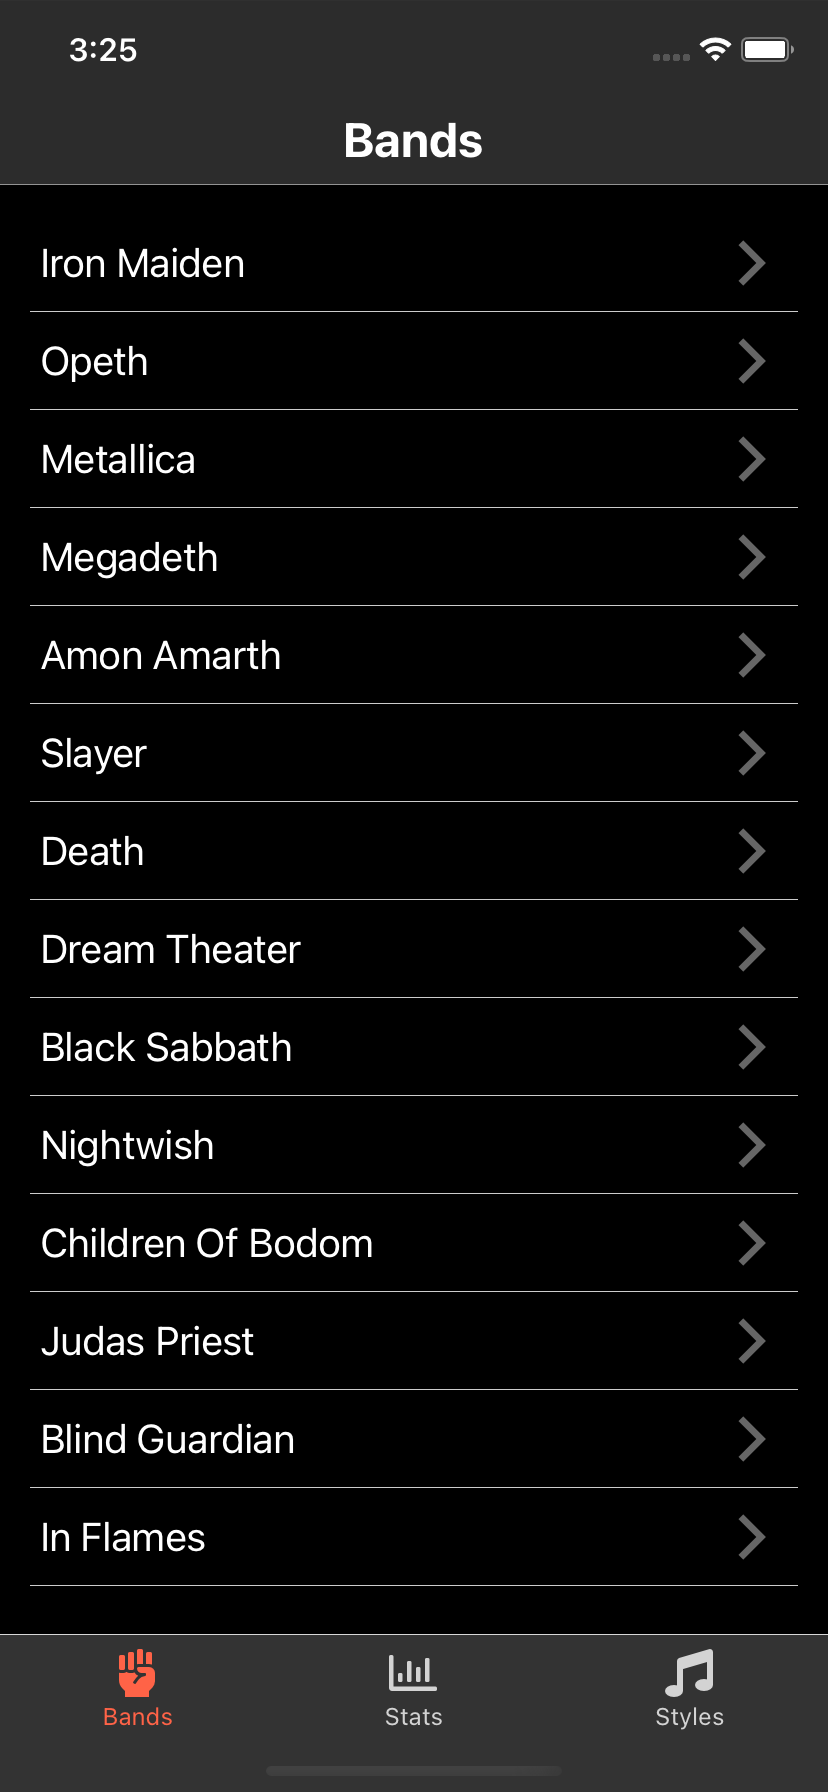 3:25
Bands
Iron Maiden
Opeth
Metallica
Megadeth
Amon Amarth
Slayer
Death
Dream Theater
Black Sabbath
Nightwish
Children Of Bodom
Judas Priest
Blind Guardian
In Flames
Bands Stats Styles